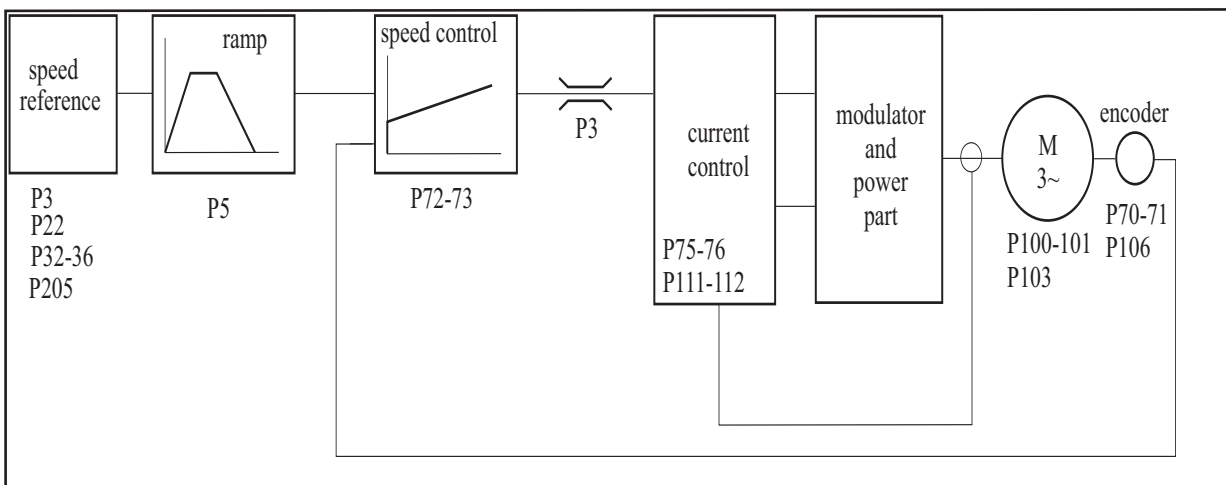 speed
reference
P3
P22
P32-36
P205
ramp
P5
speed control
P72-73
P3
current
control
P75-76
P111-112
modulator
and
power
part
M
3~
P100-101
P103
encoder
P70-71
P106